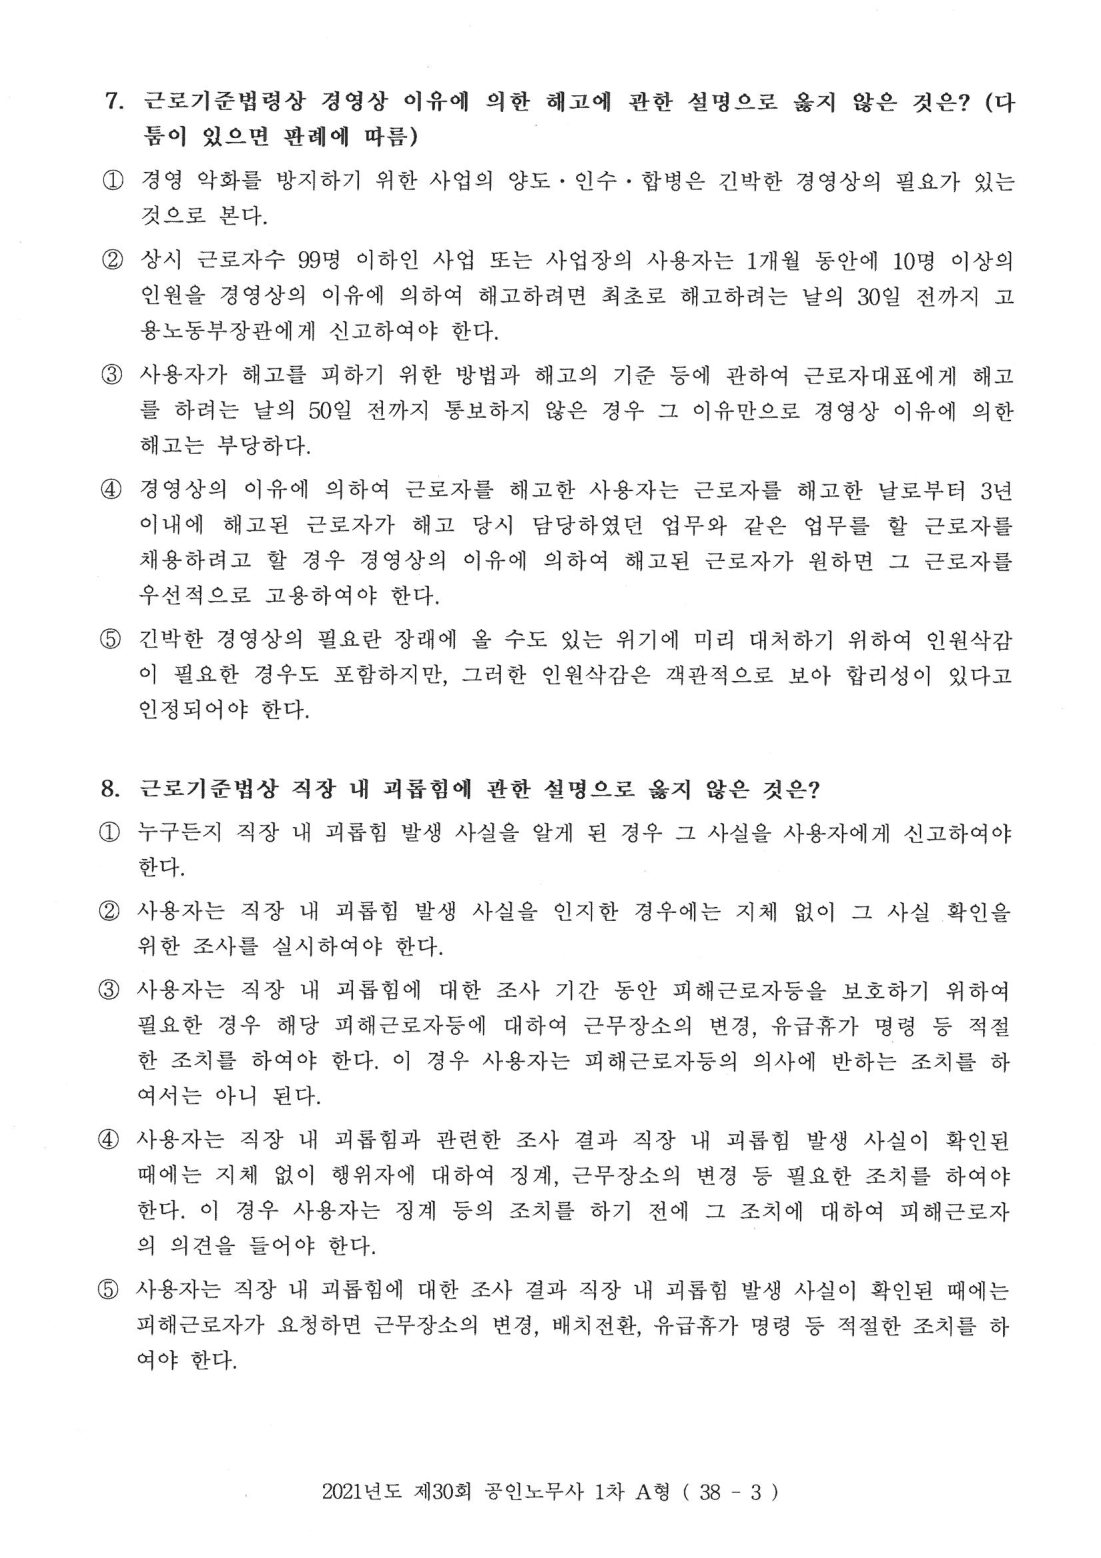 7. 근로기준법령상 경영상 이유에 의한 해고에 관한 설명으로 옳지 않은 것은? (다
툼이 있으면 판례에 따름)
① 경영 악화를 방지하기 위한 사업의 양도·인수·합병은 긴박한 경영상의 필요가 있는
것으로 본다.
② 상시 근로자수 99명 이하인 사업 또는 사업장의 사용자는 1개월 동안에 10명 이상의
인원을 경영상의 이유에 의하여 해고하려면 최초로 해고하려는 날의 30일 전까지 고
용노동부장관에게 신고하여야 한다.
③ 사용자가 해고를 피하기 위한 방법과 해고의 기준 등에 관하여 근로자대표에게 해고
를 하려는 날의 50일 전까지 통보하지 않은 경우 그 이유만으로 경영상 이유에 의한
해고는 부당하다.
④ 경영상의 이유에 의하여 근로자를 해고한 사용자는 근로자를 해고한 날로부터 3년
이내에 해고된 근로자가 해고 당시 담당하였던 업무와 같은 업무를 할 근로자를
채용하려고 할 경우 경영상의 이유에 의하여 해고된 근로자가 원하면 그 근로자를
우선적으로 고용하여야 한다.
⑤ 긴박한 경영상의 필요란 장래에 올 수도 있는 위기에 미리 대처하기 위하여 인원삭감
이 필요한 경우도 포함하지만, 그러한 인원삭감은 객관적으로 보아 합리성이 있다고
인정되어야 한다.
8. 근로기준법상 직장 내 괴롭힘에 관한 설명으로 옳지 않은 것은?
① 누구든지 직장 내 괴롭힘 발생 사실을 알게 된 경우 그 사실을 사용자에게 신고하여야
한다.
② 사용자는 직장 내 괴롭힘 발생 사실을 인지한 경우에는 지체 없이 그 사실 확인을
위한 조사를 실시하여야 한다.
③ 사용자는 직장 내 괴롭힘에 대한 조사 기간 동안 피해근로자등을 보호하기 위하여
필요한 경우 해당 피해근로자등에 대하여 근무장소의 변경, 유급휴가 명령 등 적절
한 조치를 하여야 한다. 이 경우 사용자는 피해근로자등의 의사에 반하는 조치를 하
여서는 아니 된다.
④ 사용자는 직장 내 괴롭힘과 관련한 조사 결과 직장 내 괴롭힘 발생 사실이 확인된
때에는 지체 없이 행위자에 대하여 징계, 근무장소의 변경 등 필요한 조치를 하여야
한다. 이 경우 사용자는 징계 등의 조치를 하기 전에 그 조치에 대하여 피해근로자
의 의견을 들어야 한다.
⑤ 사용자는 직장 내 괴롭힘에 대한 조사 결과 직장 내 괴롭힘 발생 사실이 확인된 때에는
피해근로자가 요청하면 근무장소의 변경, 배치전환, 유급휴가 명령 등 적절한 조치를 하
여야 한다.
2021년도 제30회 공인노무사 1차 A형 ( 38 - 3 )